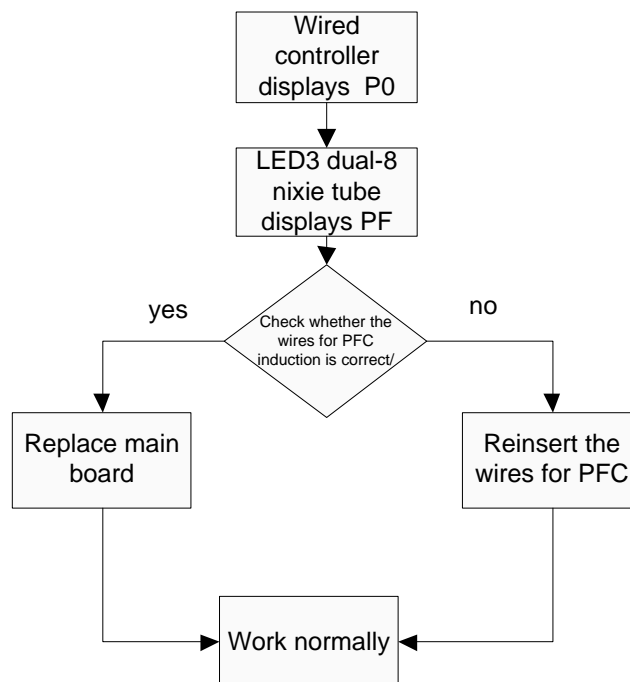 Wired
controller
displays P0
LED3 dual-8
nixie tube
displays PF
yes
no
Check whether the
wires for PFC
induction is correct/
Replace main
board
Reinsert the
wires for PFC
Work normally